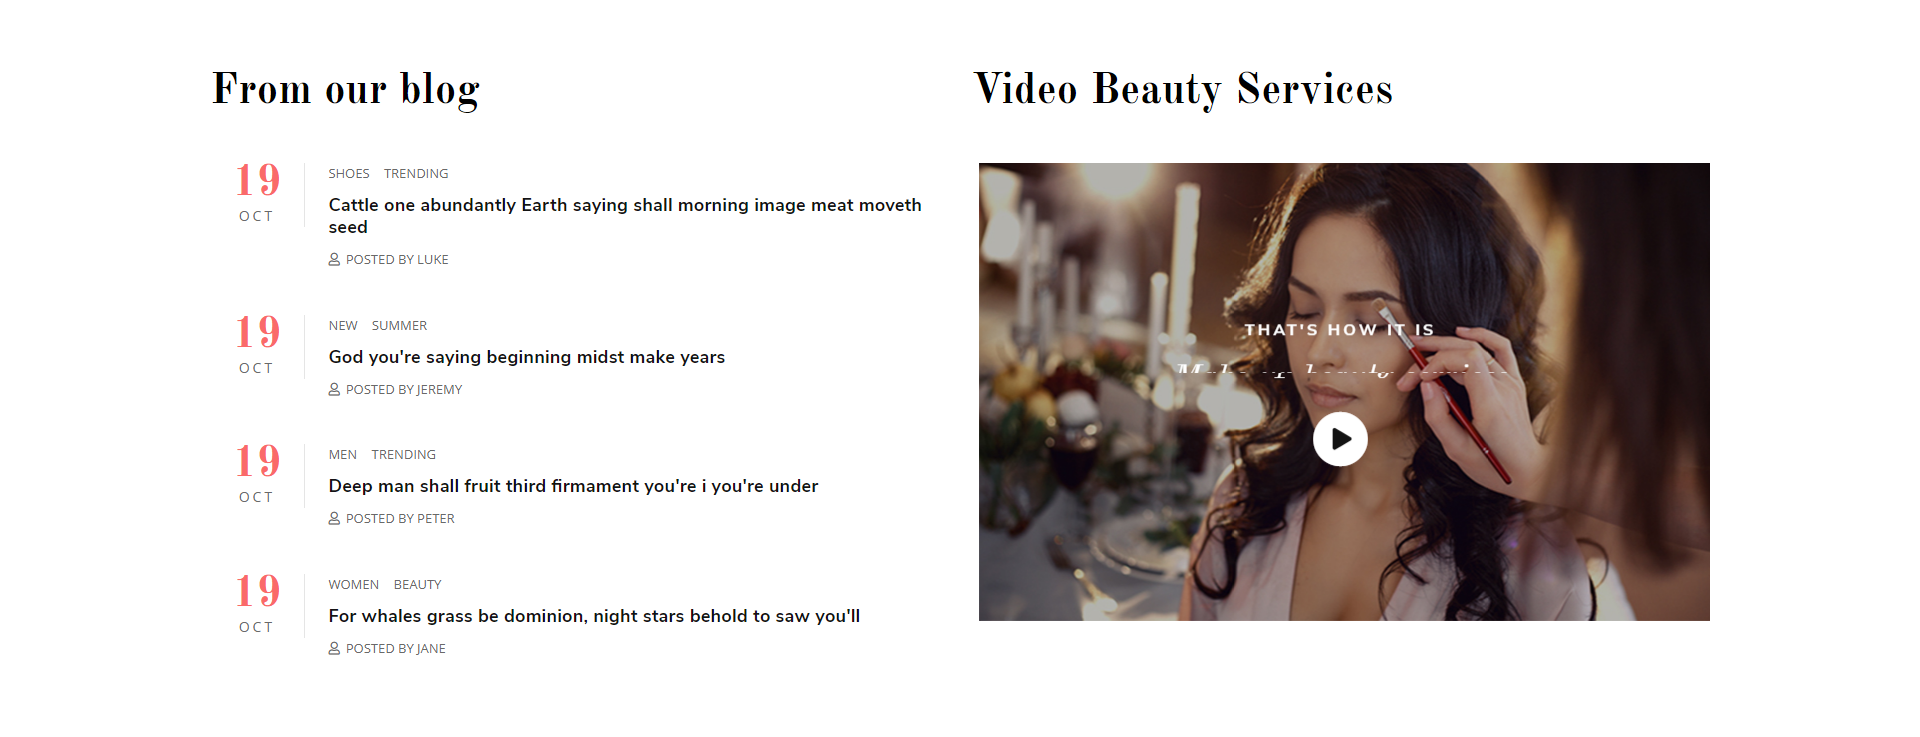 From our blog
19
OCT
SHOES TRENDING
Cattle one abundantly Earth saying shall morning image meat moveth
seed
POSTED BY LUKE
19
OCT
NEW SUMMER
God you're saying beginning midst make years
POSTED BY JEREMY
19
OCT
MEN TRENDING
Deep man shall fruit third firmament you're i you're under
POSTED BY PETER
19
OCT
WOMEN BEAUTY
For whales grass be dominion, night stars behold to saw you'll
POSTED BY JANE
Video Beauty Services
THAT'S HOW IT IS